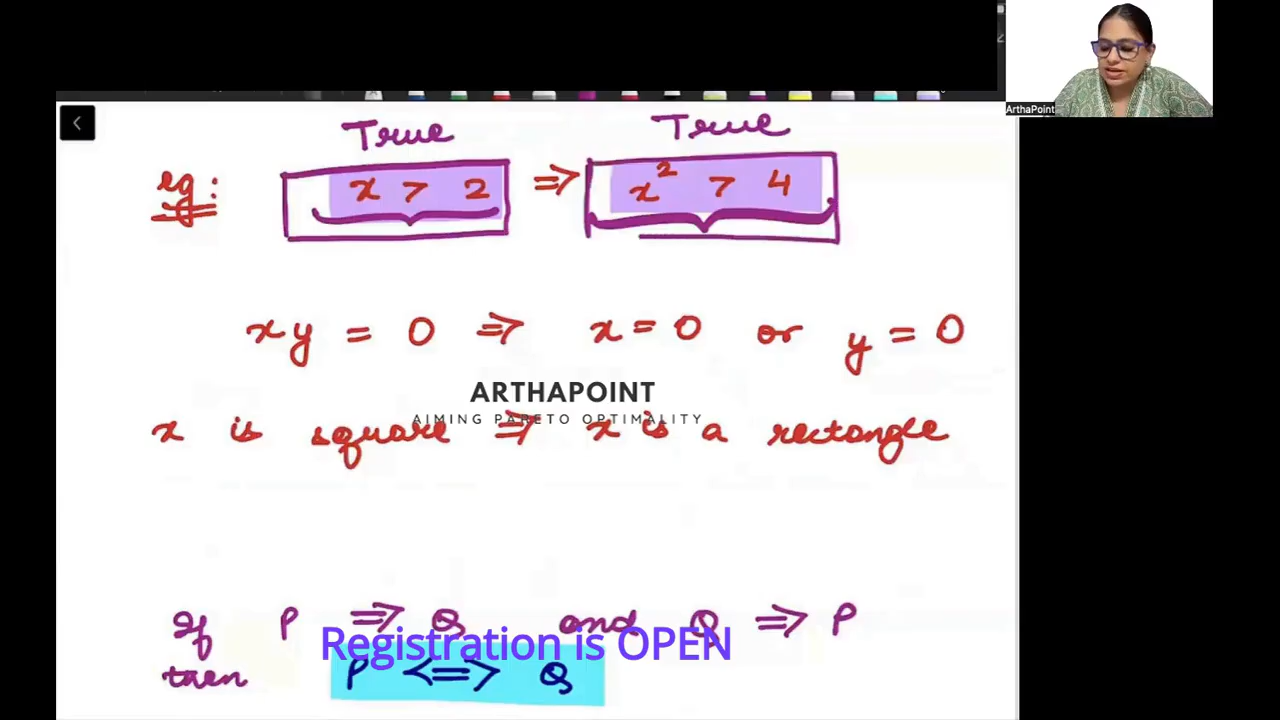 ArthaPoint
True True
eg: x > 2 => x² > 4
xy = 0 => x = 0 or y = 0
ARTHAPOINT
AIMING PARETO OPTIMALITY
x is square => x is a rectangle
If P => Q and Q => P
Registration is OPEN
then P <=> Q